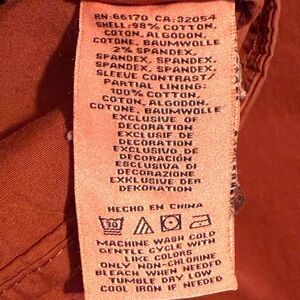 RN:66170 CA:32054
SHELL:98% COTTON,
COTON, ALGODON,
COTONE, BAUMWOLLE
2% SPANDEX,
SPANDEX, SPANDEX,
SPANDEX, SPANDEX
SLEEVE CONTRAST/
PARTIAL LINING:
100% COTTON,
COTON, ALGODON,
COTONE, BAUMWOLLE
EXCLUSIVE OF
DECORATION
EXCLUSIF DE
DECORATION
EXCLUSIVO DE
DECORACIÓN
ESCLUSIVA DI
DECORAZIONE
EXKLUSIVE DER
DEKORATION
HECHO EN CHINA
30
MACHINE WASH COLD
GENTLE CYCLE WITH
LIKE COLORS
ONLY NON-CHLORINE
BLEACH WHEN NEEDED
TUMBLE DRY LOW
COOL IRON IF NEEDED